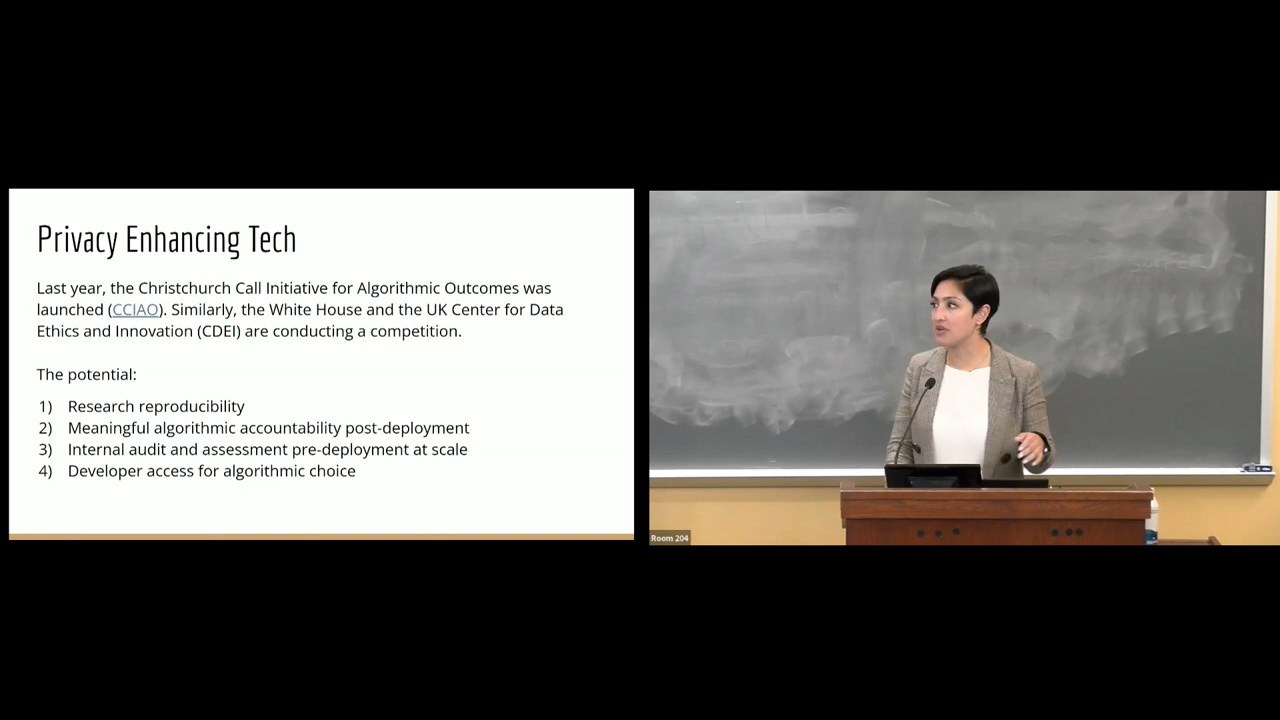 Privacy Enhancing Tech
Last year, the Christchurch Call Initiative for Algorithmic Outcomes was
launched (CCIAO). Similarly, the White House and the UK Center for Data
Ethics and Innovation (CDEI) are conducting a competition.
The potential:
1) Research reproducibility
2) Meaningful algorithmic accountability post-deployment
3) Internal audit and assessment pre-deployment at scale
4) Developer access for algorithmic choice
Room 204